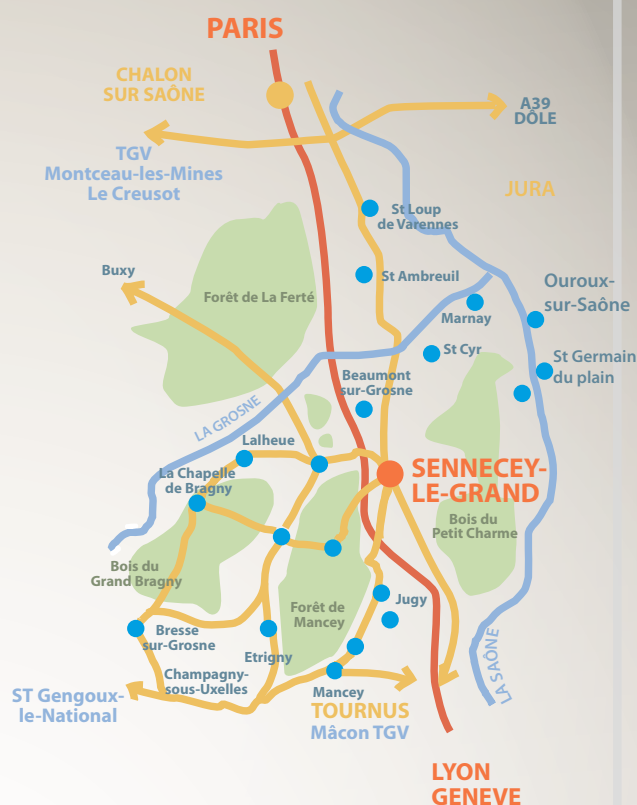 PARIS
CHALON
SUR SAÔNE
A39
DÔLE
TGV
Montceau-les-Mines
Le Creusot
JURA
St Loup
de Varennes
Buxy
St Ambreuil
Forêt de La Ferté
Ouroux-
sur-Saône
Marnay
St Cyr
St Germain
du plain
Beaumont
sur-Grosne
LA GROSNE
Lalheue
La Chapelle
de Bragny
SENNECEY-
LE-GRAND
Bois du
Petit Charme
Bois du
Grand Bragny
Jugy
Forêt de
Mancey
Bresse
sur-Grosne
Etrigny
LA SAÔNE
Champagny-
sous-Uxelles
ST Gengoux-
le-National
Mancey
TOURNUS
Mâcon TGV
LYON
GENEVE